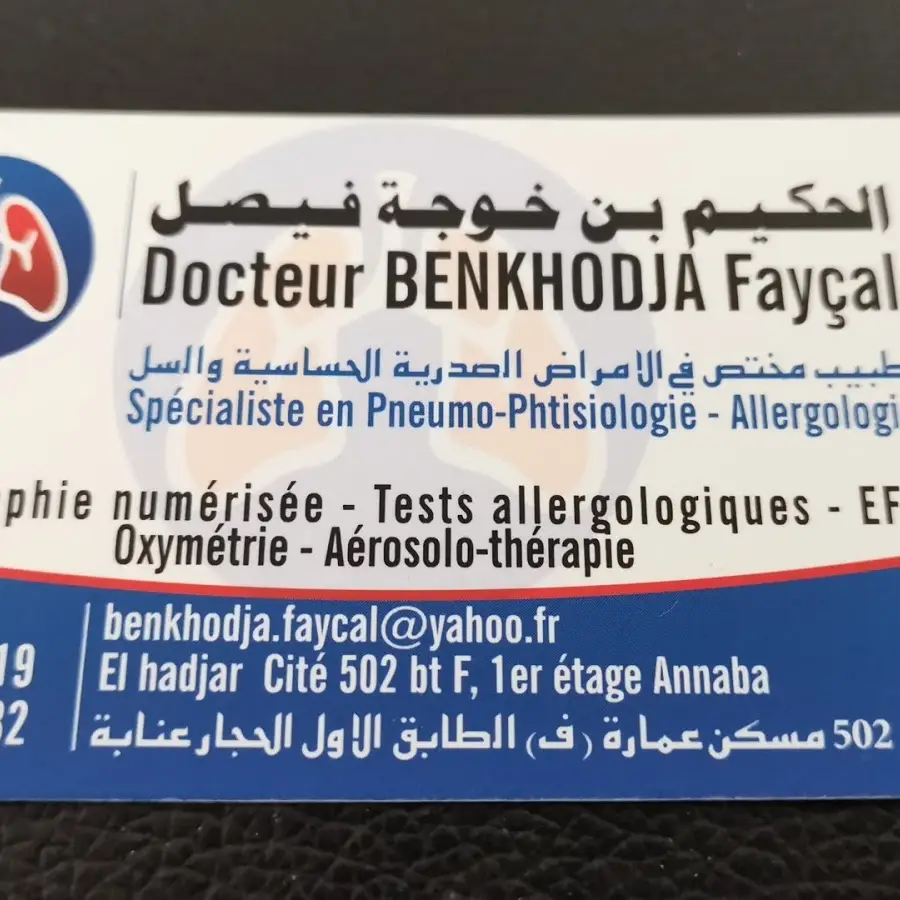 الحكيم بن خوجة فيصل
Docteur BENKHODJA Fayçal
طبيب مختص في الامراض الصدرية الحساسية والسل
Spécialiste en Pneumo-Phtisiologie - Allergologi
phie numérisée - Tests allergologiques - EF
Oxymétrie - Aérosolo-thérapie
benkhodja.faycal@yahoo.fr
19
El hadjar Cité 502 bt F, 1er étage Annaba
32
502 مسكن عمارة (ف) الطابق الاول الحجار عنابة